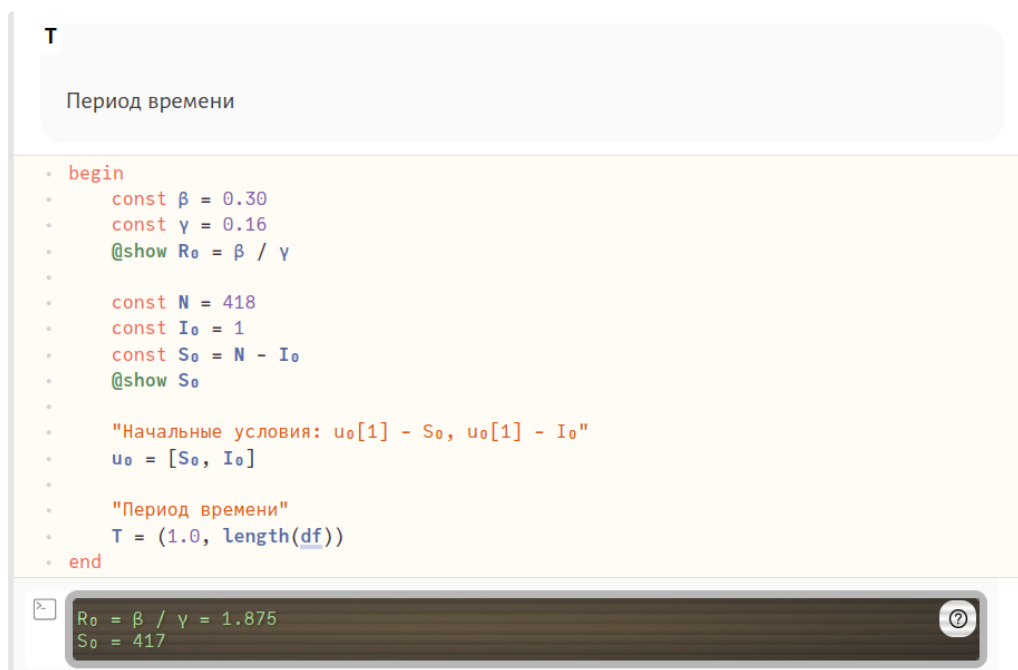 T
Период времени
begin
const β = 0.30
const γ = 0.16
@show R₀ = β / γ
const N = 418
const I₀ = 1
const S₀ = N - I₀
@show S₀
"Начальные условия: u₀[1] - S₀, u₀[1] - I₀"
u₀ = [S₀, I₀]
"Период времени"
T = (1.0, length(df))
end
R₀ = β / γ = 1.875
S₀ = 417